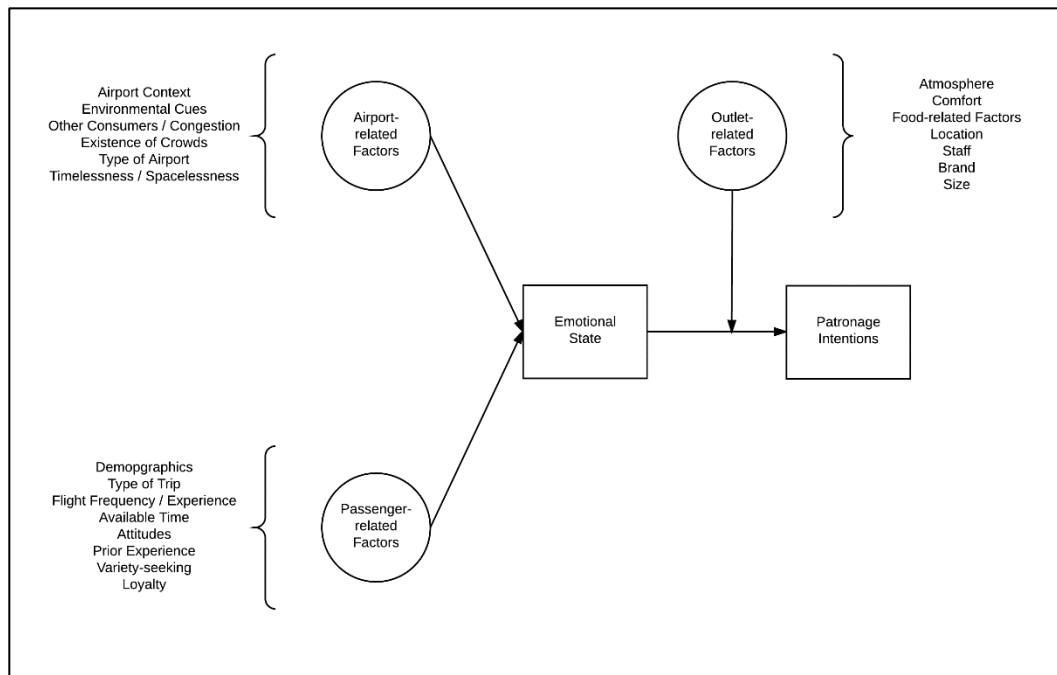 Airport Context
Environmental Cues
Other Consumers / Congestion
Existence of Crowds
Type of Airport
Timelessness / Spacelessness
Airport-
related
Factors
Outlet-
related
Factors
Atmosphere
Comfort
Food-related Factors
Location
Staff
Brand
Size
Emotional
State
Patronage
Intentions
Demopgraphics
Type of Trip
Flight Frequency / Experience
Available Time
Attitudes
Prior Experience
Variety-seeking
Loyalty
Passenger-
related
Factors